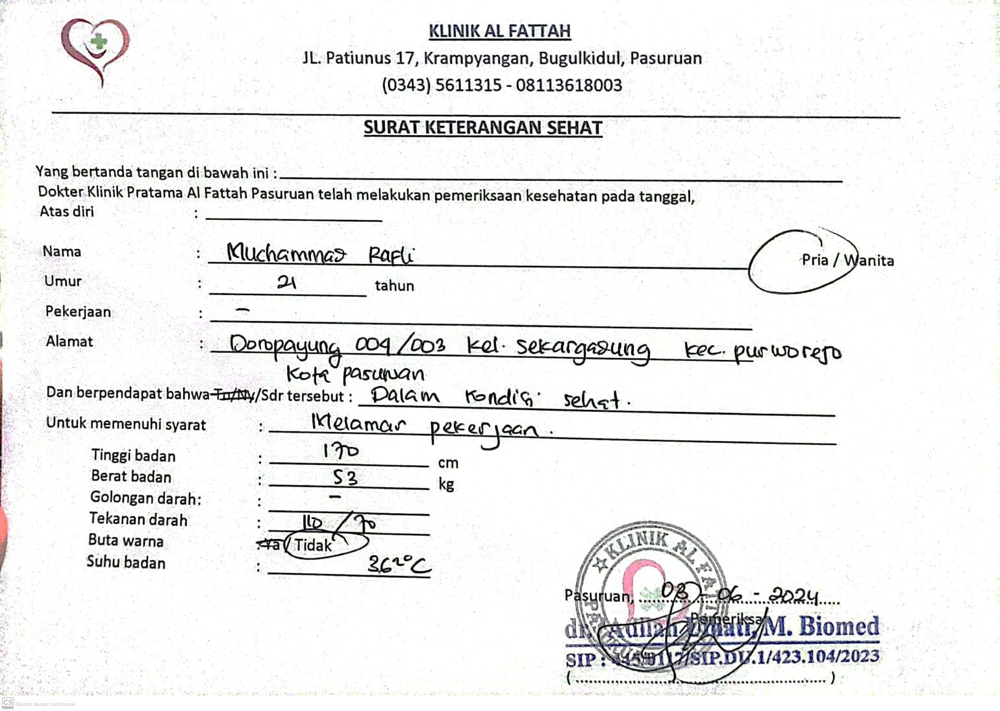 KLINIK AL FATTAH
JL. Patiunus 17, Krampyangan, Bugulkidul, Pasuruan
(0343) 5611315 - 08113618003
SURAT KETERANGAN SEHAT
Yang bertanda tangan di bawah ini :
Dokter Klinik Pratama Al Fattah Pasuruan telah melakukan pemeriksaan kesehatan pada tanggal,
Atas diri :
Nama : Muchammad Rafli Pria / Wanita
Umur : 21 tahun
Pekerjaan : -
Alamat : Doropayung 004/003 kel. sekargadung kec. purworejo
Kota pasuruan
Dan berpendapat bahwa Tn/Ny/Sdr tersebut : Dalam kondisi sehat.
Untuk memenuhi syarat : Melamar pekerjaan.
Tinggi badan : 170 cm
Berat badan : 53 kg
Golongan darah: : -
Tekanan darah : 110/70
Buta warna : Ya / Tidak
Suhu badan : 36²°C
KLINIK AL FATT
Pasuruan, 03 - 06 - 2024
Pemeriksa
dr. M. Biomed
SIP : /SIP.DU.1/423.104/2023
(....................)
CS Dipindai dengan CamScanner